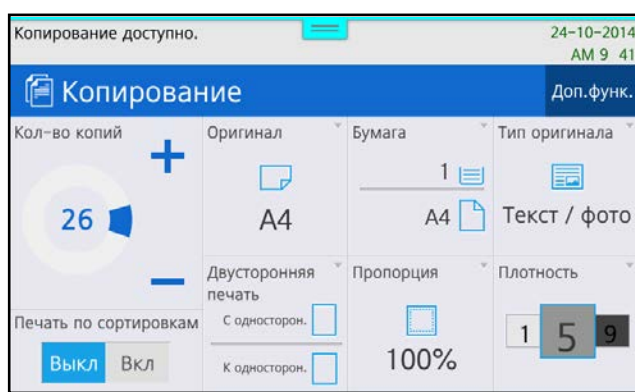 Копирование доступно.
24-10-2014
AM 9 41
Копирование
Доп.функ.
Кол-во копий
+
26
−
Печать по сортировкам
Выкл Вкл
Оригинал
A4
Бумага
1
A4
Тип оригинала
Текст / фото
Двусторонняя
печать
С односторон.
К односторон.
Пропорция
100%
Плотность
1 5 9